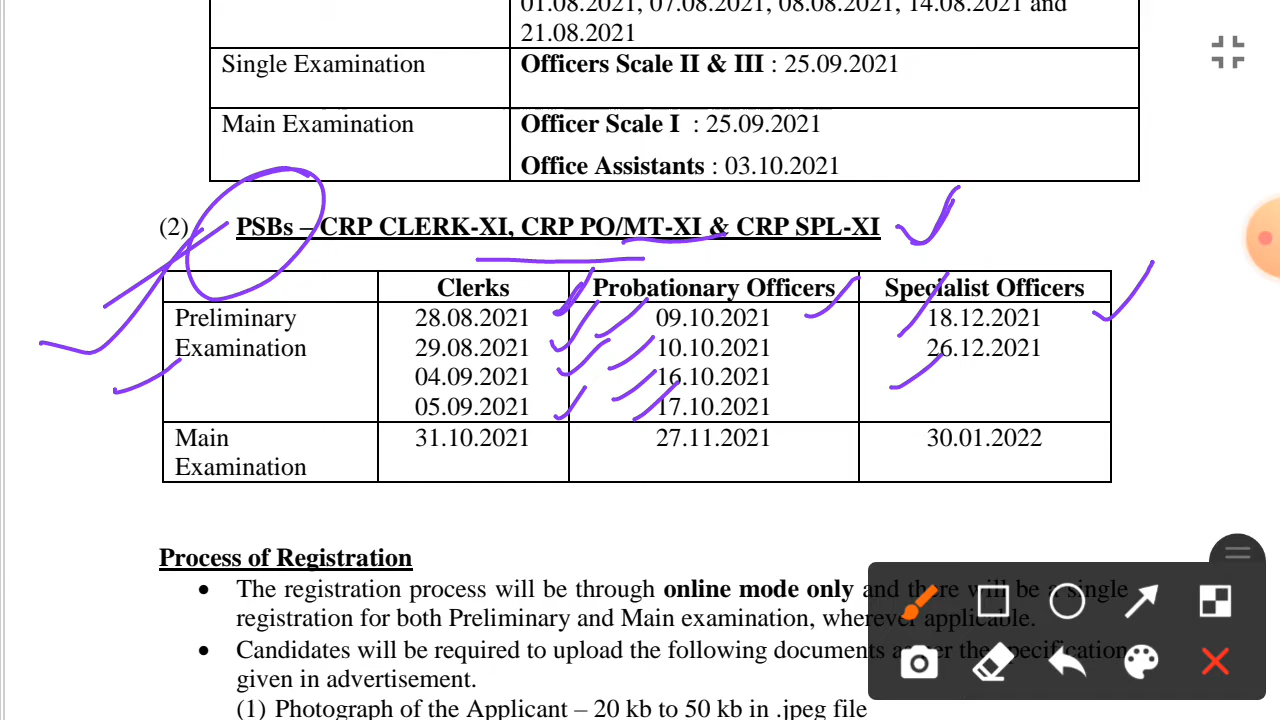 01.08.2021, 07.08.2021, 08.08.2021, 14.08.2021 and
21.08.2021
Single Examination Officers Scale II & III : 25.09.2021
Main Examination Officer Scale I : 25.09.2021
Office Assistants : 03.10.2021
(2) PSBs – CRP CLERK-XI, CRP PO/MT-XI & CRP SPL-XI
Clerks Probationary Officers Specialist Officers
Preliminary 28.08.2021 09.10.2021 18.12.2021
Examination 29.08.2021 10.10.2021 26.12.2021
04.09.2021 16.10.2021
05.09.2021 17.10.2021
Main 31.10.2021 27.11.2021 30.01.2022
Examination
Process of Registration
• The registration process will be through online mode only and there will be a single
registration for both Preliminary and Main examination, wherever applicable.
• Candidates will be required to upload the following documents as per the specification
given in advertisement.
(1) Photograph of the Applicant – 20 kb to 50 kb in .jpeg file